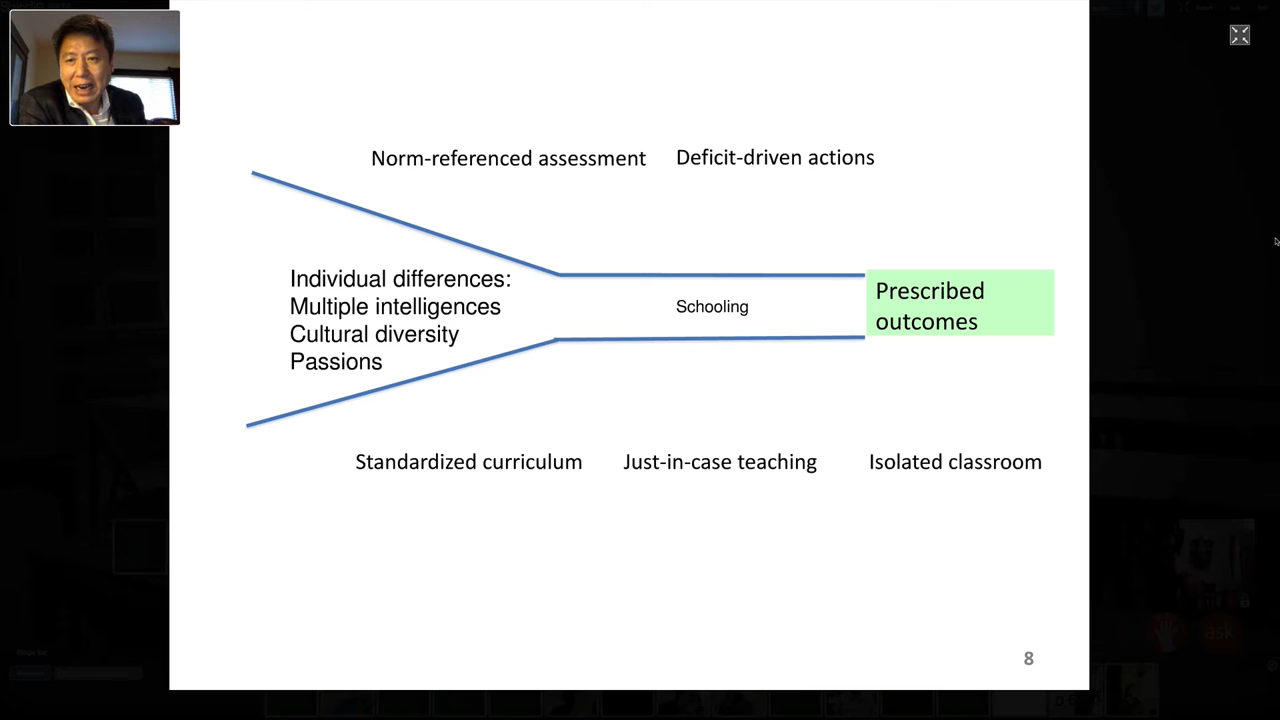 Norm-referenced assessment
Deficit-driven actions
Individual differences:
Multiple intelligences
Cultural diversity
Passions
Schooling
Prescribed
outcomes
Standardized curriculum
Just-in-case teaching
Isolated classroom
8
ask